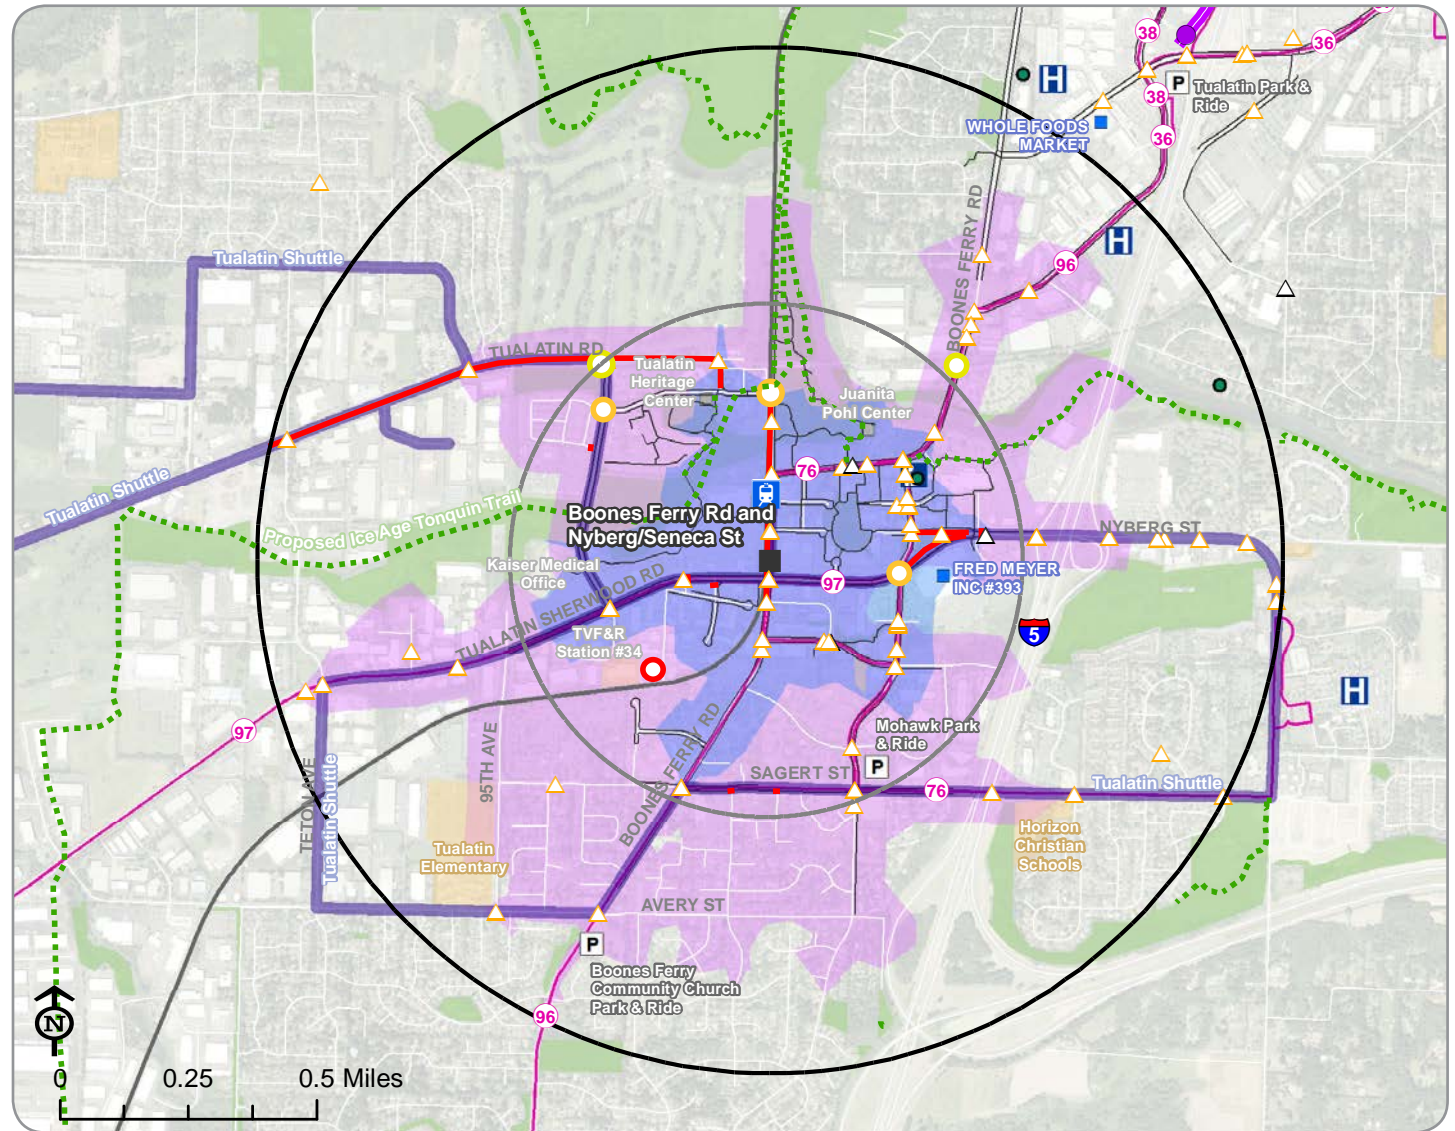 38
36
H
P
Tualatin Park &
Ride
38
WHOLE FOODS
MARKET
36
H
BOONES FERRY RD
96
Tualatin Shuttle
TUALATIN RD
Tualatin
Heritage
Center
Juanita
Pohl Center
76
Tualatin Shuttle
Proposed Ice Age Tonquin Trail
Boones Ferry Rd and
Nyberg/Seneca St
NYBERG ST
Kaiser Medical
Office
97
FRED MEYER
INC #393
TUALATIN SHERWOOD RD
TVF&R
Station #34
5
H
97
Mohawk Park
& Ride
P
BOONES FERRY RD
95TH AVE
TETON AVE
Tualatin Shuttle
SAGERT ST
76
Tualatin Shuttle
Tualatin
Elementary
Horizon
Christian
Schools
AVERY ST
P
Boones Ferry
Community Church
Park & Ride
96
N
0
0.25
0.5 Miles